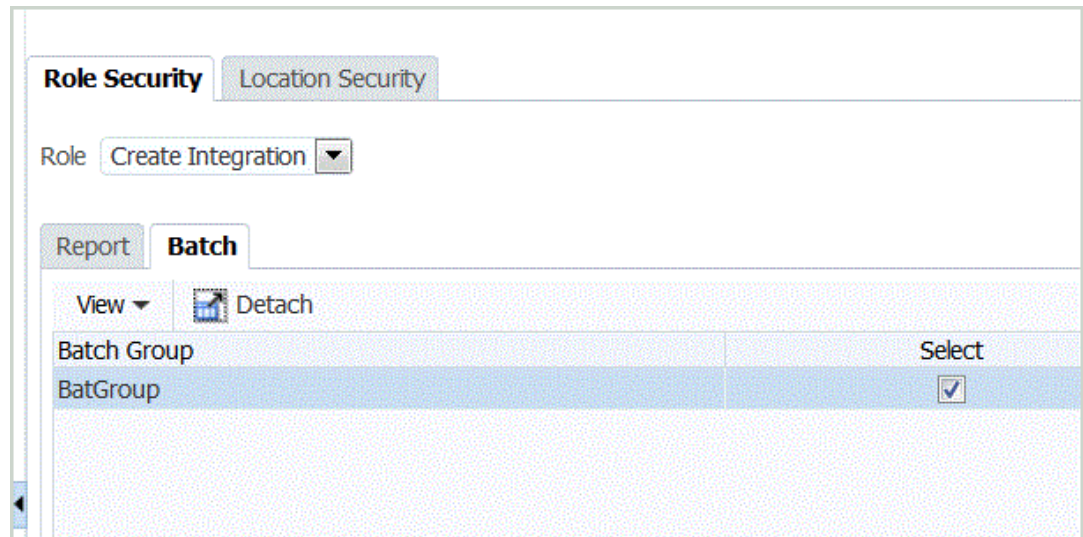 Role Security Location Security
Role Create Integration
Report Batch
View Detach
Batch Group Select
BatGroup